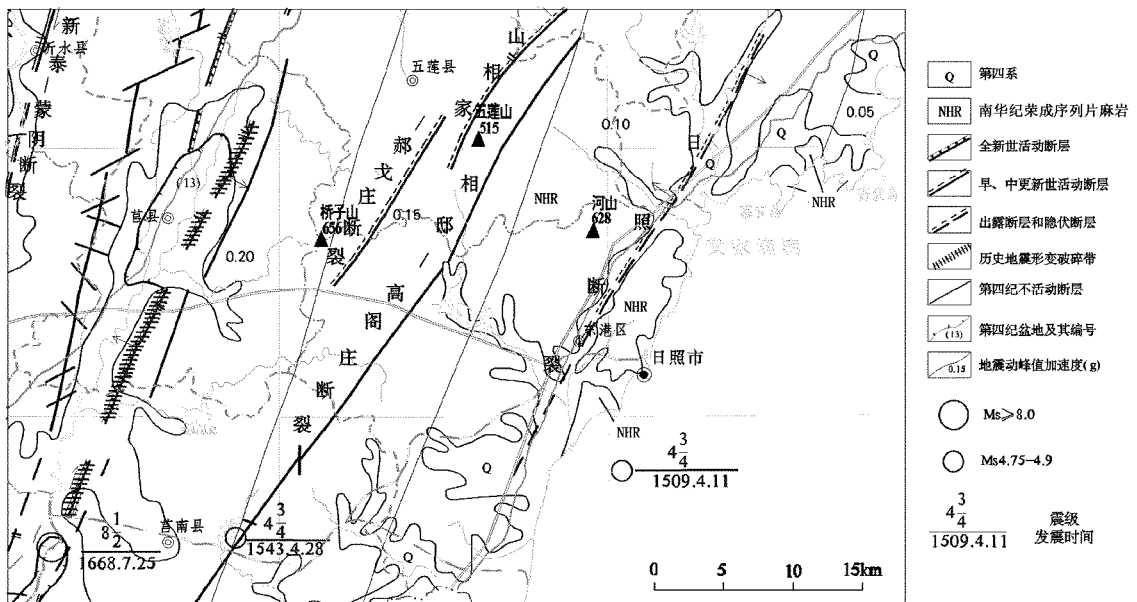 新泰
蒙阴断裂
沂水县
五莲县
山相家
郝戈庄断裂
五莲山
515
相邸
高阁庄断裂
0.10
0.05
0.15
0.20
Q
Q
Q
日照断裂
NHR
NHR
NHR
NHR
河山
628
桥子山
656
(13)
莒县
东港区
日照市
Q
Q
4 3/4
1509.4.11
4 3/4
1543.4.28
8 1/2
1668.7.25
莒南县
0 5 10 15km
Q 第四系
NHR 南华纪荣成序列片麻岩
全新世活动断层
早、中更新世活动断层
出露断层和隐伏断层
历史地震形变破碎带
第四纪不活动断层
(13) 第四纪盆地及其编号
0.15 地震动峰值加速度(g)
Ms≥8.0
Ms4.75-4.9
4 3/4 震级
1509.4.11 发震时间